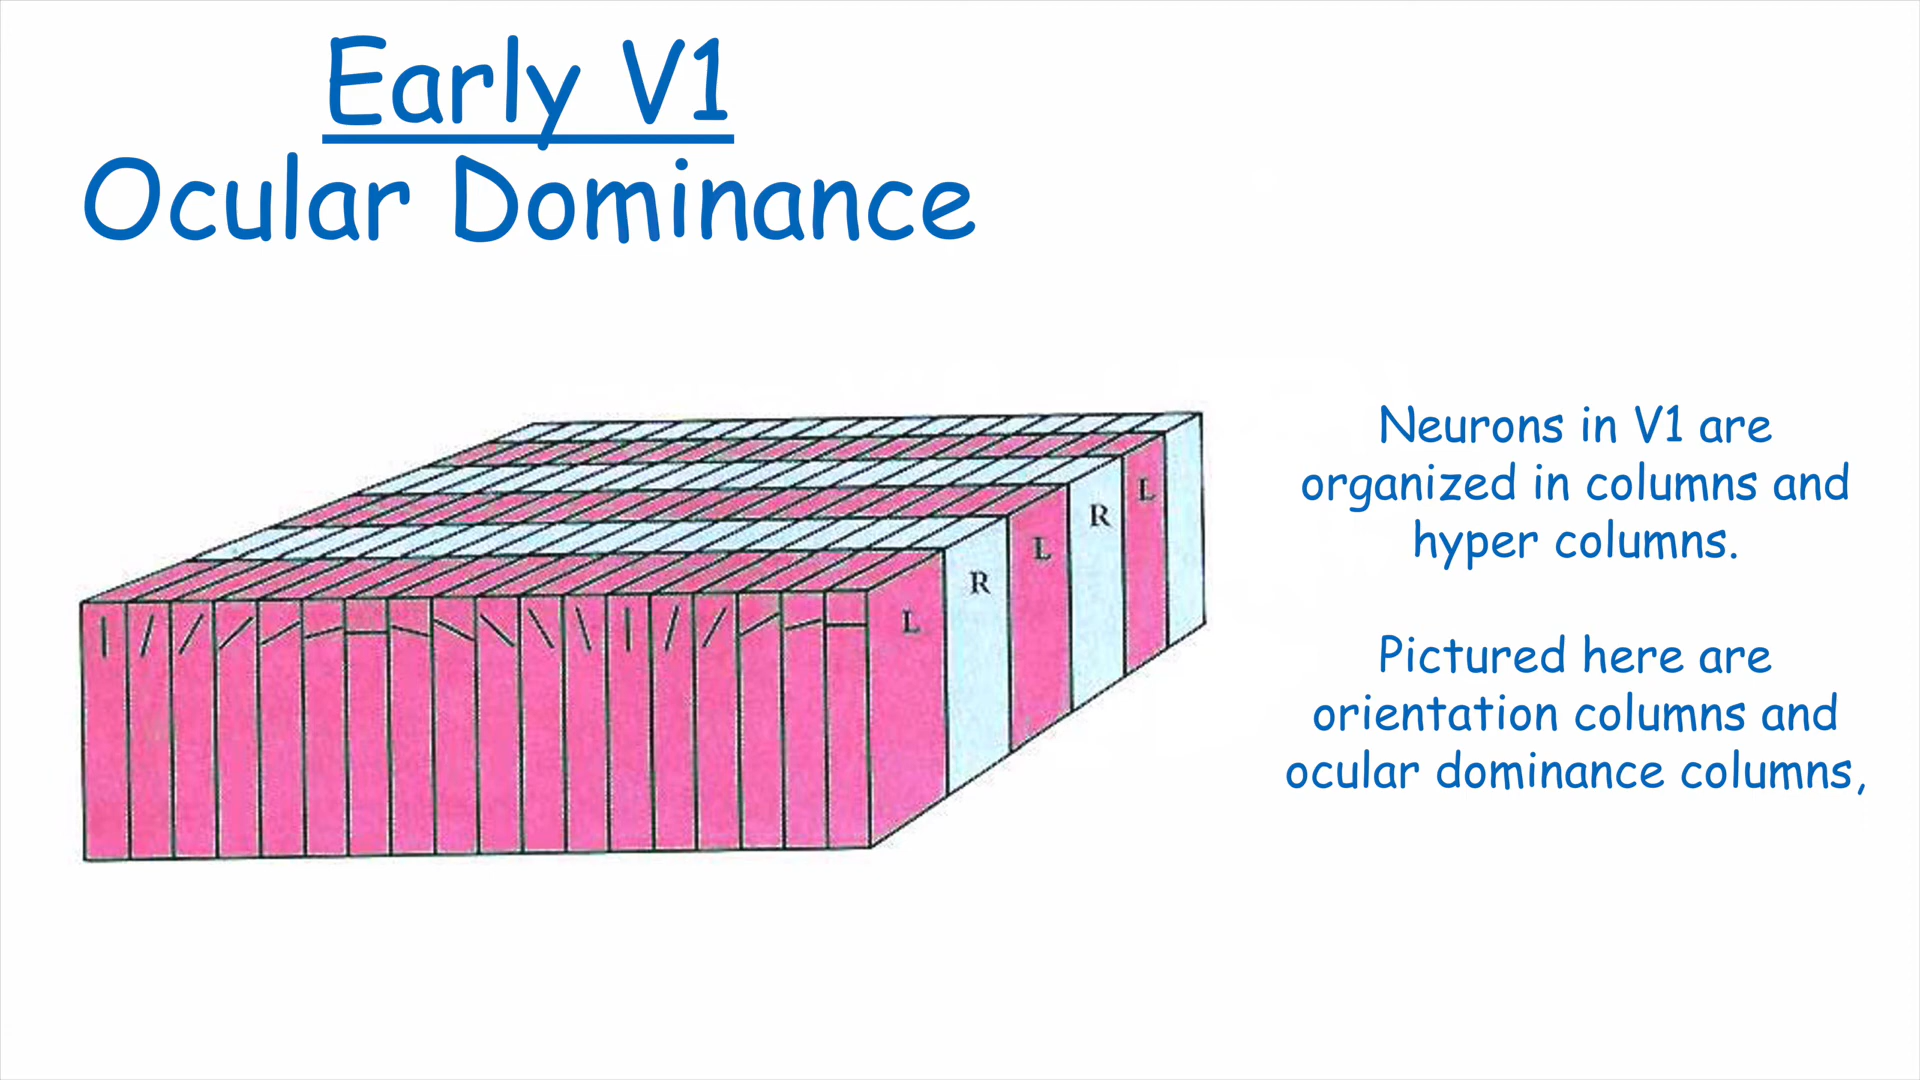 Early V1
Ocular Dominance
Neurons in V1 are
organized in columns and
hyper columns.
Pictured here are
orientation columns and
ocular dominance columns,
L
R
L
R
L